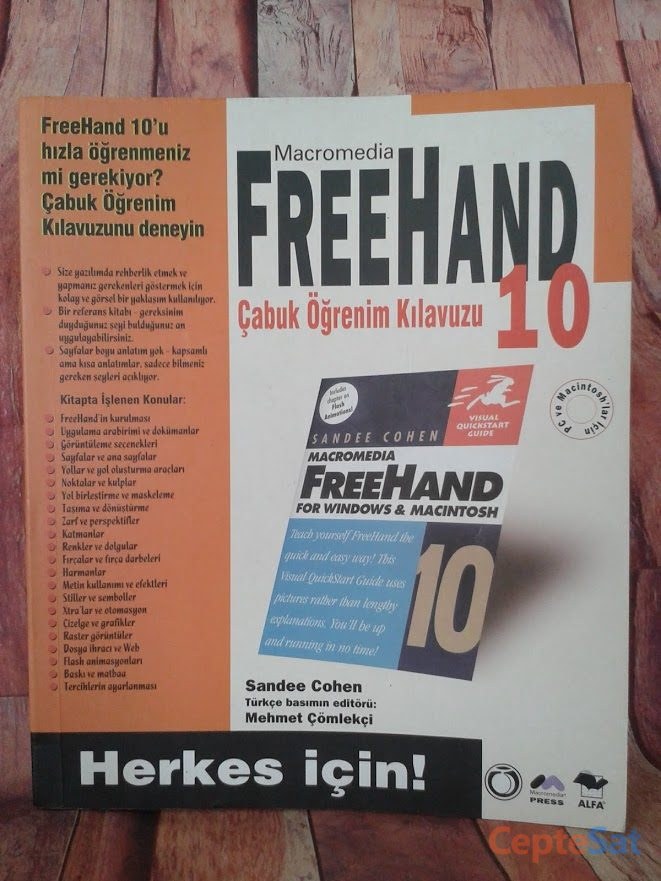 FreeHand 10'u
hızla öğrenmeniz
mi gerekiyor?
Çabuk Öğrenim
Kılavuzunu deneyin
Size yazılımda rehberlik etmek ve
yapmanız gerekenleri göstermek için
kolay ve görsel bir yaklaşım kullanılıyor.
Bir referans kitabı - gereksinim
duyduğunuz şeyi bulduğunuz an
uygulayabilirsiniz.
Sayfalar boyu anlatım yok - kapsamlı
ama kısa anlatımlar, sadece bilmeniz
gereken şeyleri açıklıyor.
Kitapta İşlenen Konular:
FreeHand'in kurulması
Uygulama arabirimi ve dokümanlar
Görüntüleme seçenekleri
Sayfalar ve ana sayfalar
Yollar ve yol oluşturma araçları
Noktalar ve kulplar
Yol birleştirme ve maskeleme
Taşıma ve dönüştürme
Zarf ve perspektifler
Katmanlar
Renkler ve dolgular
Fırçalar ve fırça darbeleri
Harmanlar
Metin kullanımı ve efektleri
Stiller ve semboller
Xtra'lar ve otomasyon
Çizelge ve grafikler
Raster görüntüler
Dosya ihracı ve Web
Flash animasyonları
Baskı ve matbaa
Tercihlerin ayarlanması
Macromedia
FREEHAND
10
Çabuk Öğrenim Kılavuzu
PC ve Macintosh'lar için
Includes
chapter on
Flash
Animations!
VISUAL
QUICKSTART
GUIDE
SANDEE COHEN
MACROMEDIA
FREEHAND
FOR WINDOWS & MACINTOSH
10
Teach yourself FreeHand the
quick and easy way! This
Visual QuickStart Guide uses
pictures rather than lengthy
explanations. You'll be up
and running in no time!
Sandee Cohen
Türkçe basımın editörü:
Mehmet Çömlekçi
Herkes için!
Macromedia
PRESS
ALFA
CepteSat